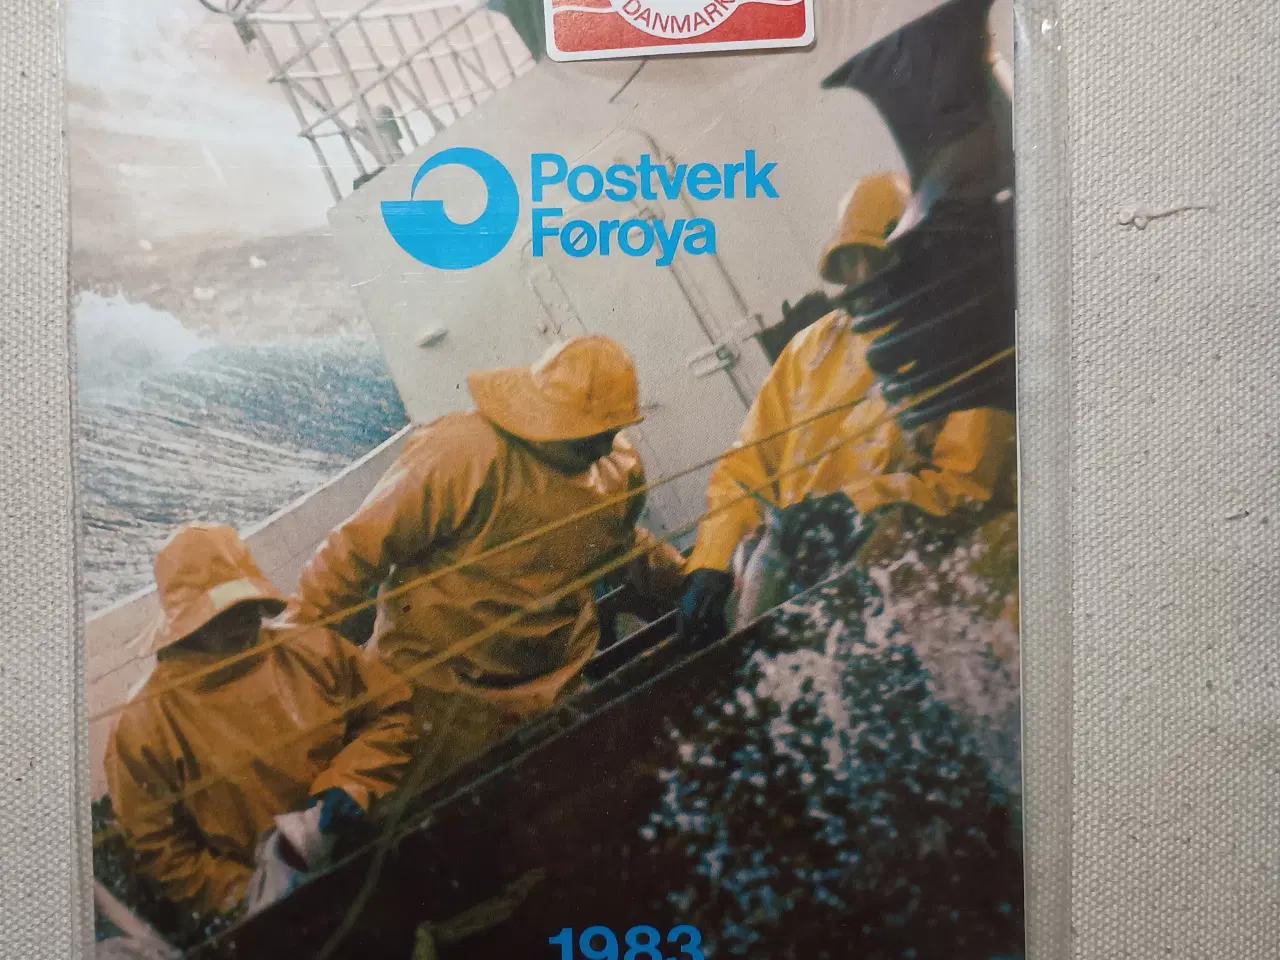 DANMARK
Postverk
Føroya
1983